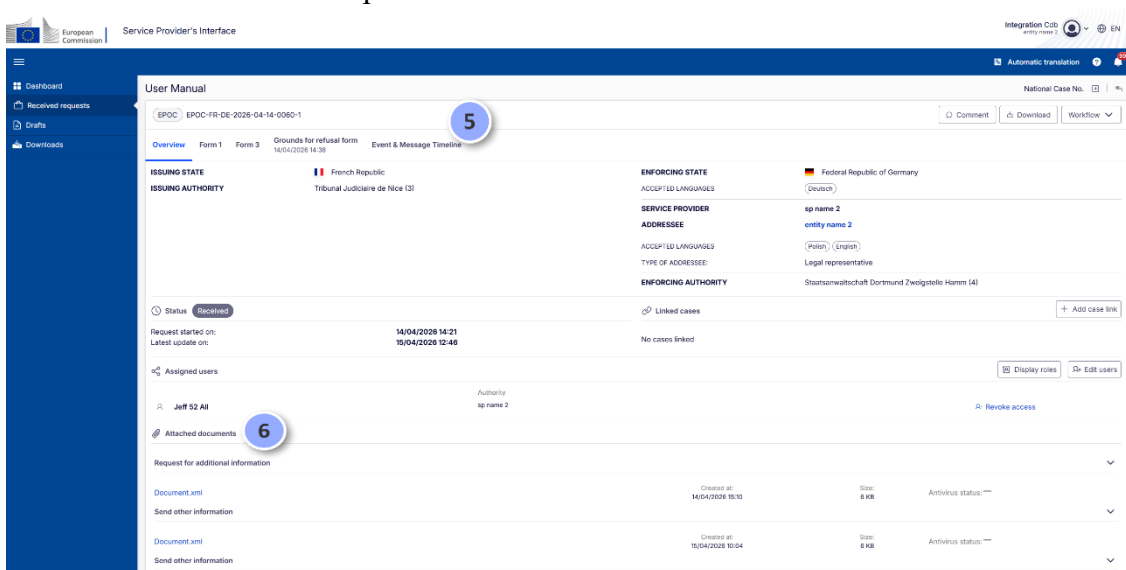 European
Commission
Service Provider's Interface
Integration Cdb
entity name 2
EN
Automatic translation
Dashboard
Received requests
Drafts
Downloads
User Manual
National Case No.
EPOC EPOC-FR-DE-2026-04-14-0060-1
5
Comment Download Workflow
Overview Form 1 Form 3 Grounds for refusal form Event & Message Timeline
14/04/2026 14:38
ISSUING STATE French Republic
ISSUING AUTHORITY Tribunal Judiciaire de Nice (3)
ENFORCING STATE Federal Republic of Germany
ACCEPTED LANGUAGES Deutsch
SERVICE PROVIDER sp name 2
ADDRESSEE entity name 2
ACCEPTED LANGUAGES Polish English
TYPE OF ADDRESSEE: Legal representative
ENFORCING AUTHORITY Staatsanwaltschaft Dortmund Zweigstelle Hamm (4)
Status Received
Linked cases
+ Add case link
Request started on: 14/04/2026 14:21
Latest update on: 15/04/2026 12:46
No cases linked
Assigned users
Display roles Edit users
Authority
Jeff 52 All sp name 2 Revoke access
Attached documents
6
Request for additional information
Document.xml Created at: Size: Antivirus status: —
14/04/2026 15:10 6 KB
Send other information
Document.xml Created at: Size: Antivirus status: —
15/04/2026 10:04 6 KB
Send other information